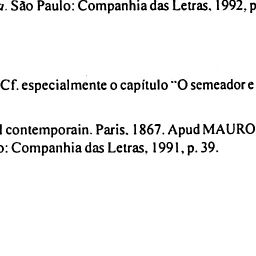 . São Paulo: Companhia das Letras, 1992, p
Cf. especialmente o capítulo "O semeador e
contemporain. Paris, 1867. Apud MAURO
: Companhia das Letras, 1991, p. 39.